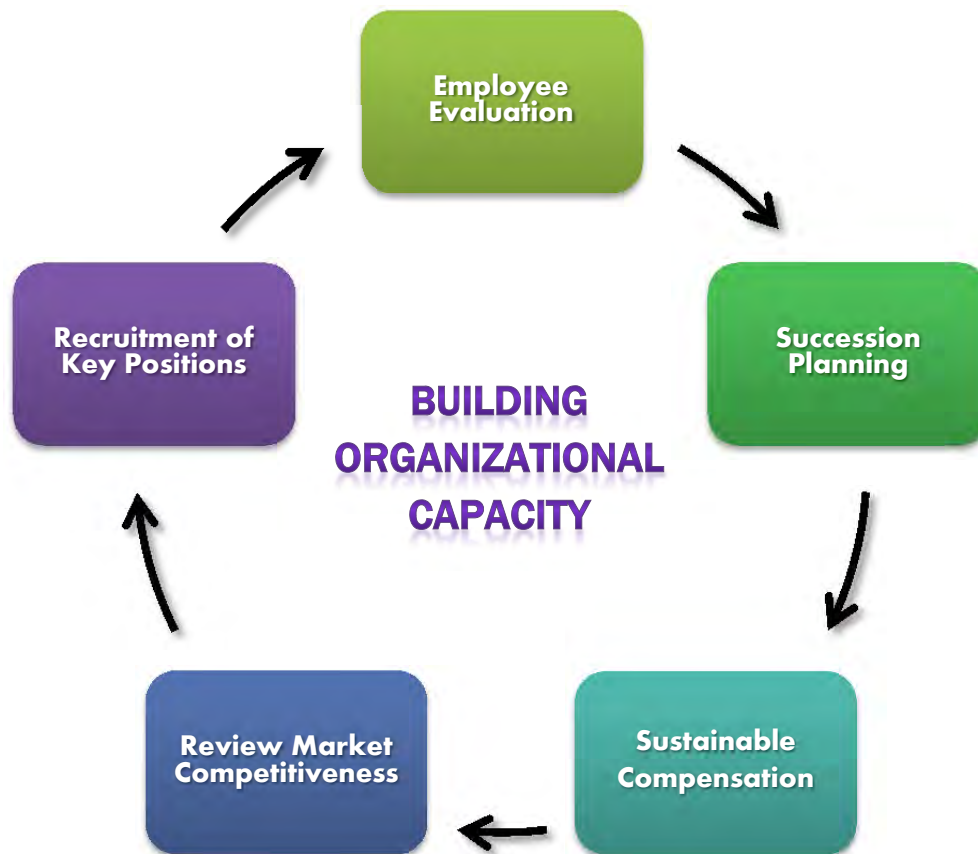 Employee
Evaluation
Succession
Planning
Sustainable
Compensation
Review Market
Competitiveness
Recruitment of
Key Positions
BUILDING
ORGANIZATIONAL
CAPACITY